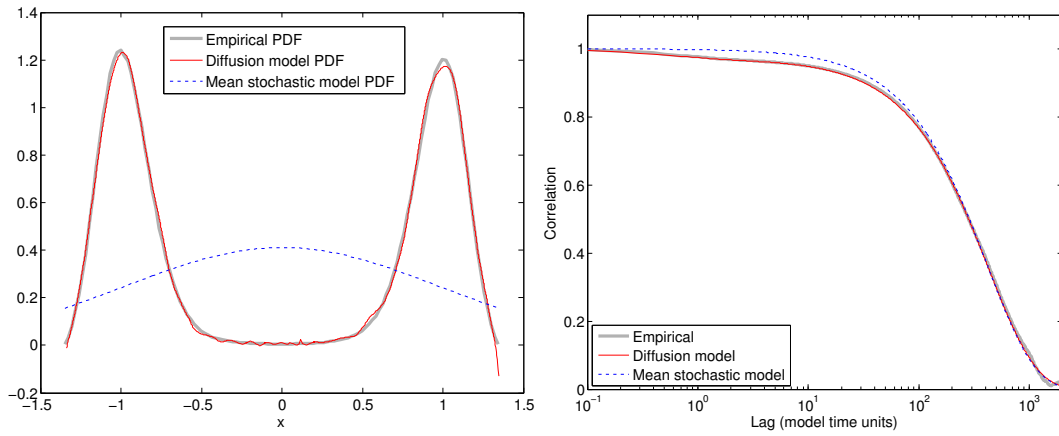 1.4
1.2
1
0.8
0.6
0.4
0.2
0
−0.2
−1.5 −1 −0.5 0 0.5 1 1.5
x
Empirical PDF
Diffusion model PDF
Mean stochastic model PDF
1
0.8
0.6
0.4
0.2
0
Correlation
Empirical
Diffusion model
Mean stochastic model
10⁻¹ 10⁰ 10¹ 10² 10³
Lag (model time units)